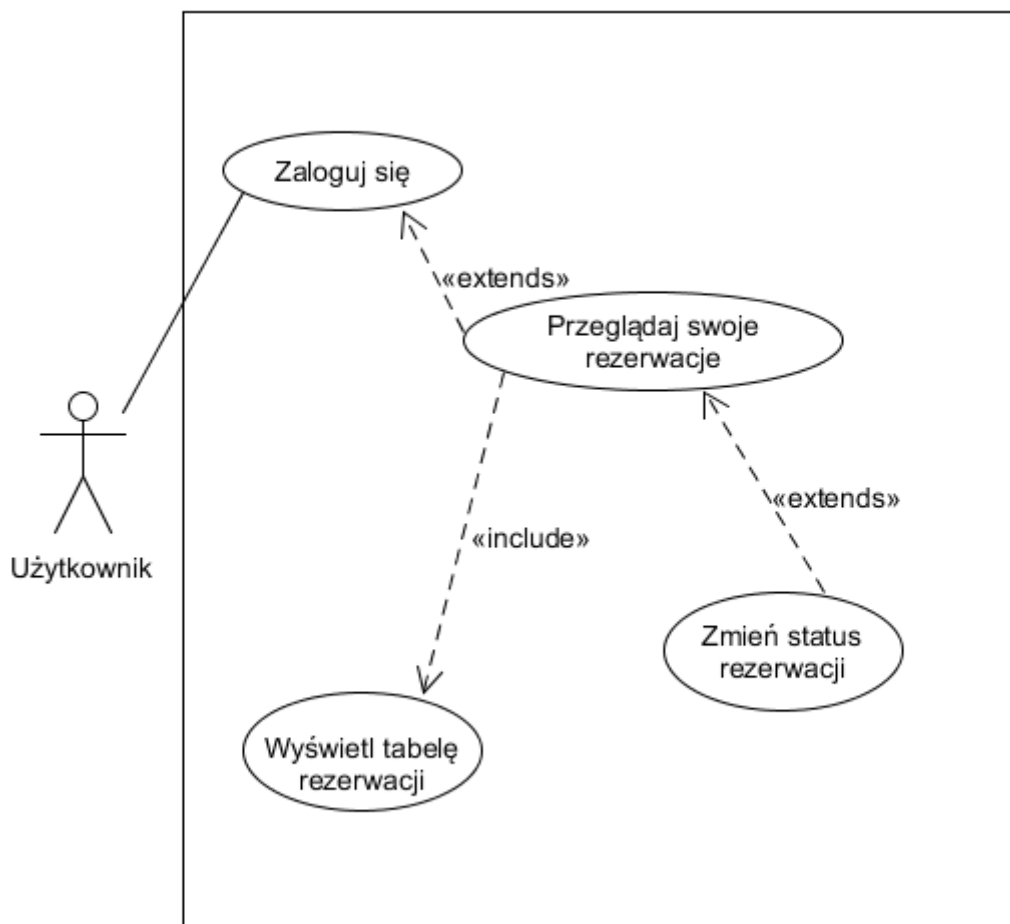 Zaloguj się
«extends»
Przeglądaj swoje
rezerwacje
«extends»
«include»
Użytkownik
Zmień status
rezerwacji
Wyświetl tabelę
rezerwacji